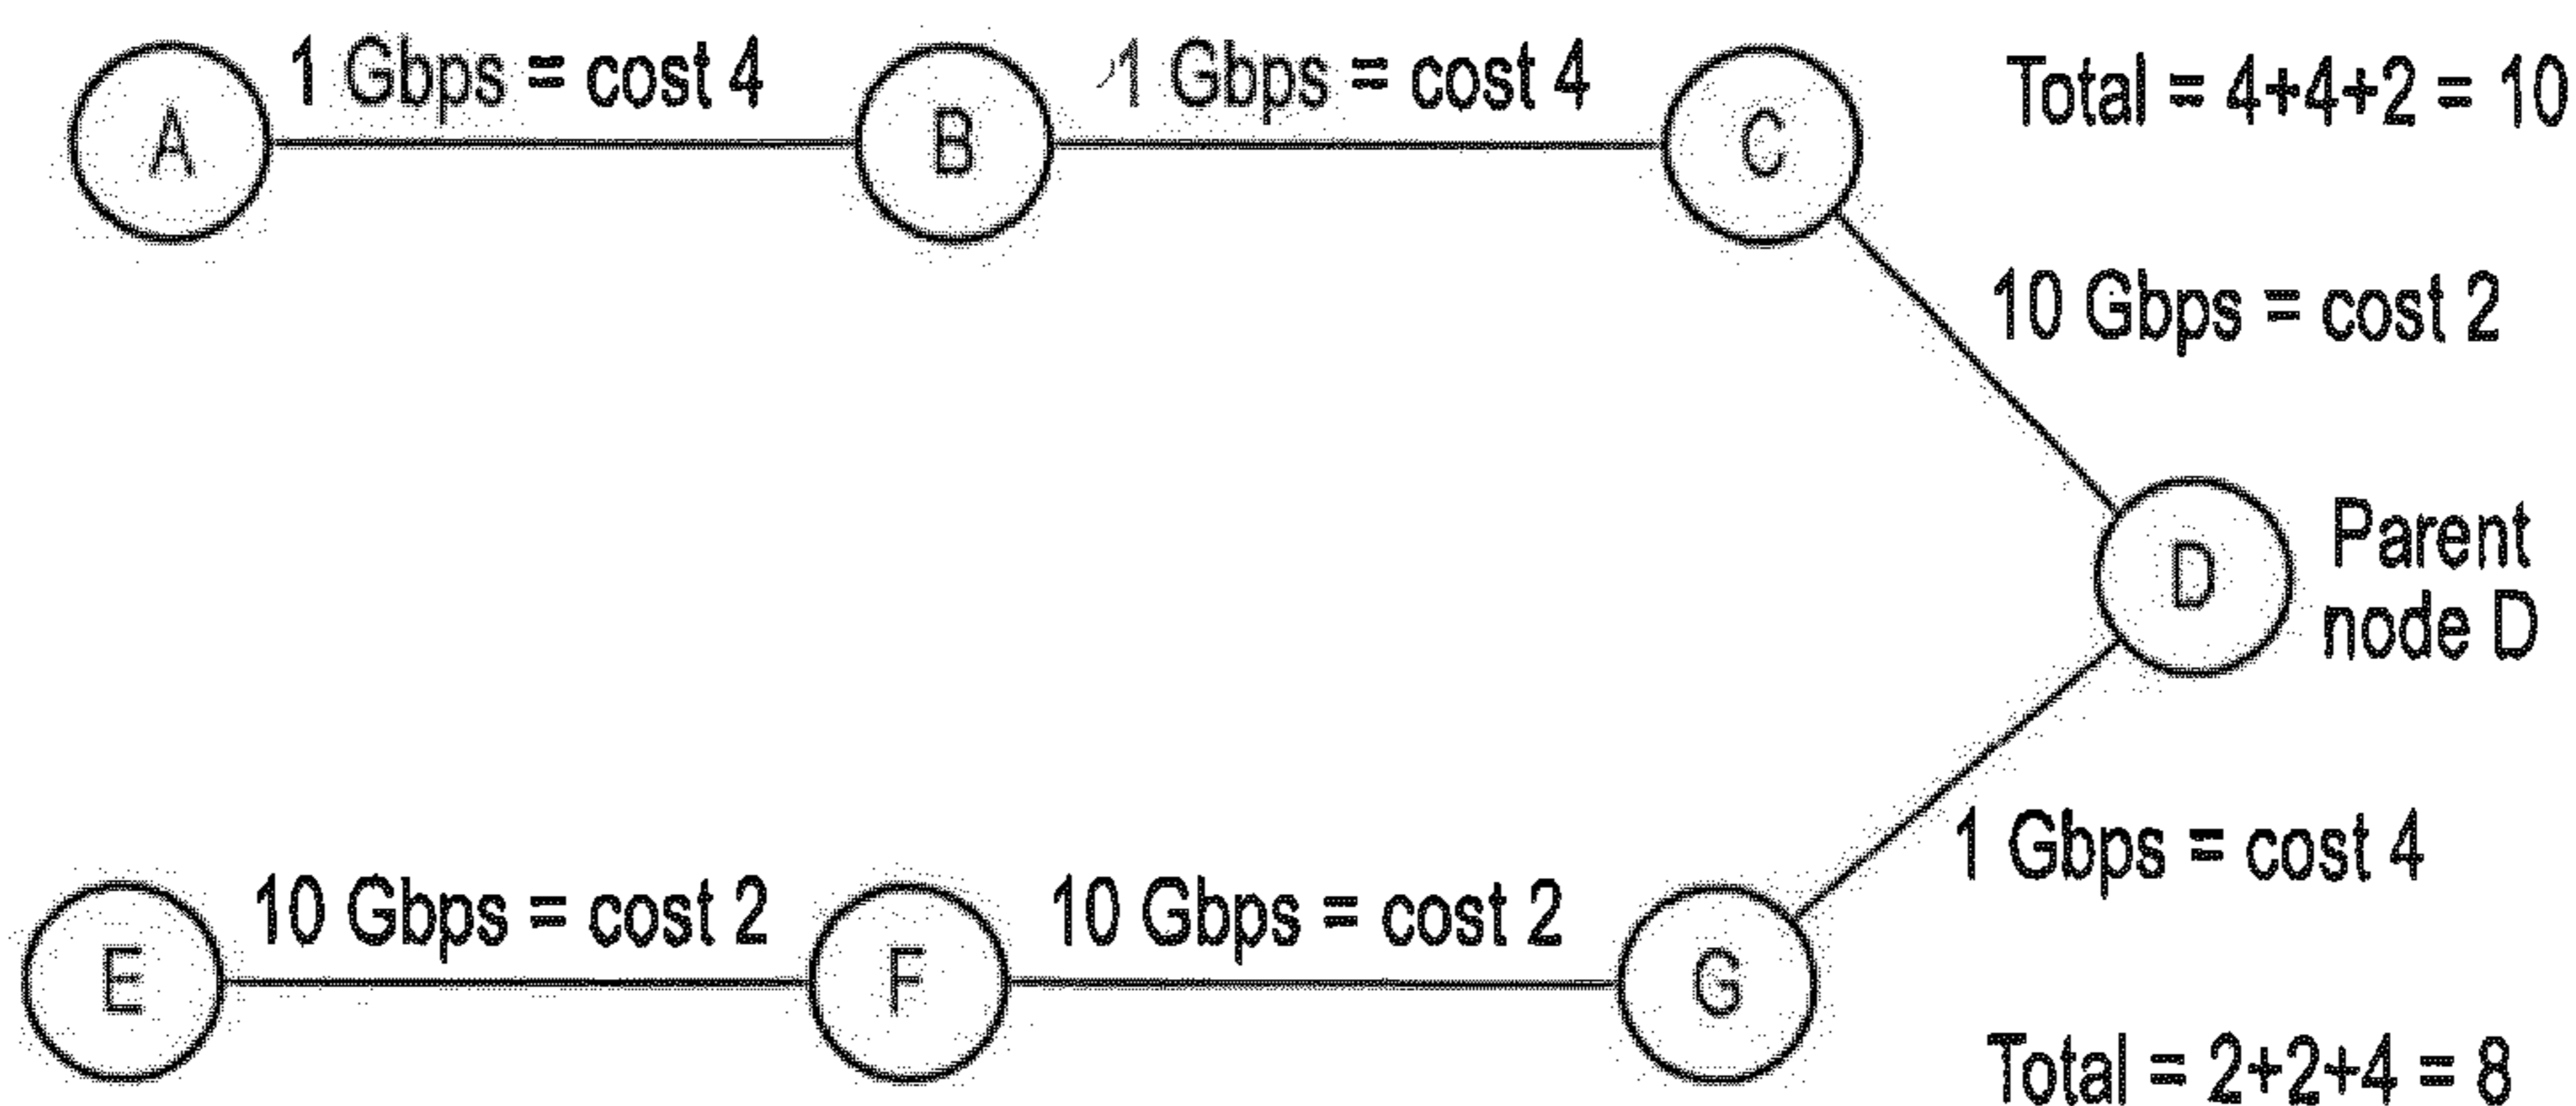 1 Gbps = cost 4
1 Gbps = cost 4
Total = 4+4+2 = 10
A
B
C
10 Gbps = cost 2
Parent
node D
D
1 Gbps = cost 4
10 Gbps = cost 2
10 Gbps = cost 2
E
F
G
Total = 2+2+4 = 8